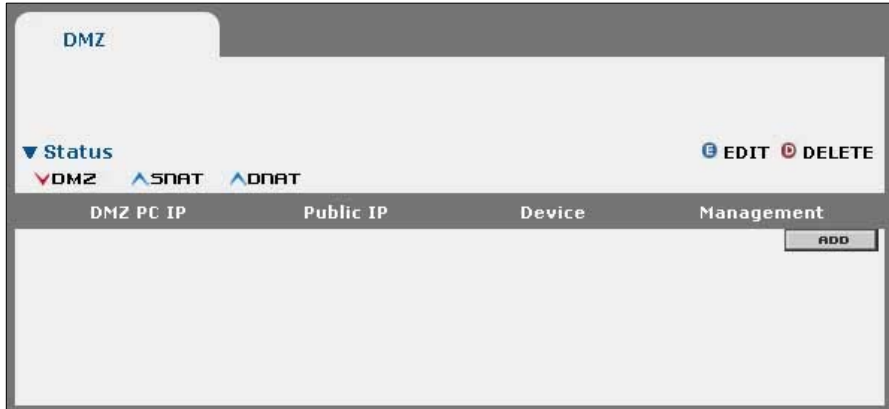 DMZ
▼ Status
E EDIT D DELETE
DMZ SNAT DNAT
DMZ PC IP Public IP Device Management
ADD